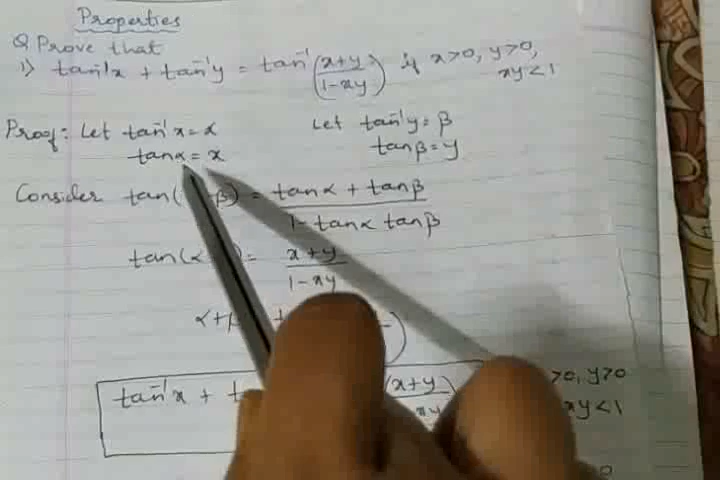 Properties
Q Prove that
1) tan⁻¹x + tan⁻¹y = tan⁻¹(x+y/1-xy) if x>0, y>0,
xy<1
Proof: Let tan⁻¹x = α Let tan⁻¹y = β
tanα = x tanβ = y
Consider tan( β) = tanα + tanβ / 1 - tanα tanβ
tan(α ) = x+y / 1-xy
α+
tan⁻¹x + (x+y / xy >0, y>0
xy<1